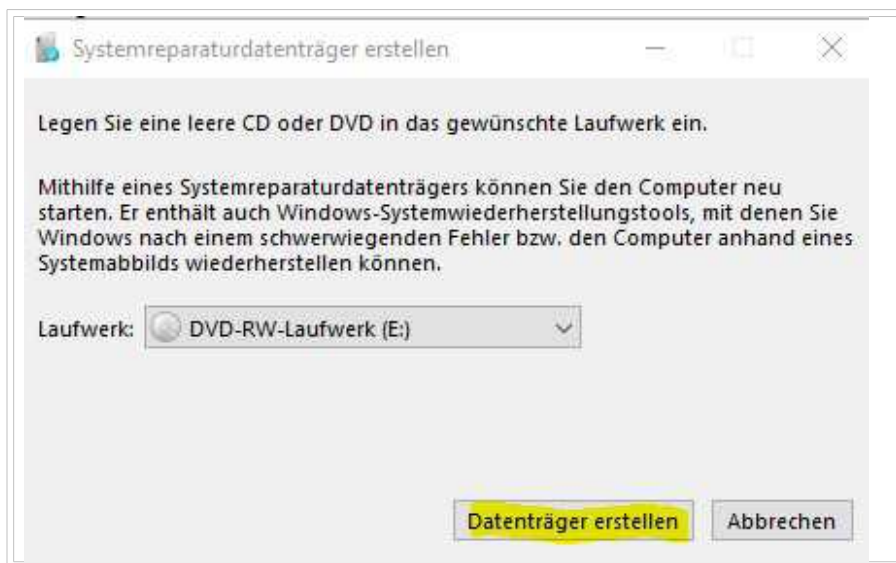 Systemreparaturdatenträger erstellen
Legen Sie eine leere CD oder DVD in das gewünschte Laufwerk ein.
Mithilfe eines Systemreparaturdatenträgers können Sie den Computer neu
starten. Er enthält auch Windows-Systemwiederherstellungstools, mit denen Sie
Windows nach einem schwerwiegenden Fehler bzw. den Computer anhand eines
Systemabbilds wiederherstellen können.
Laufwerk: DVD-RW-Laufwerk (E:)
Datenträger erstellen Abbrechen